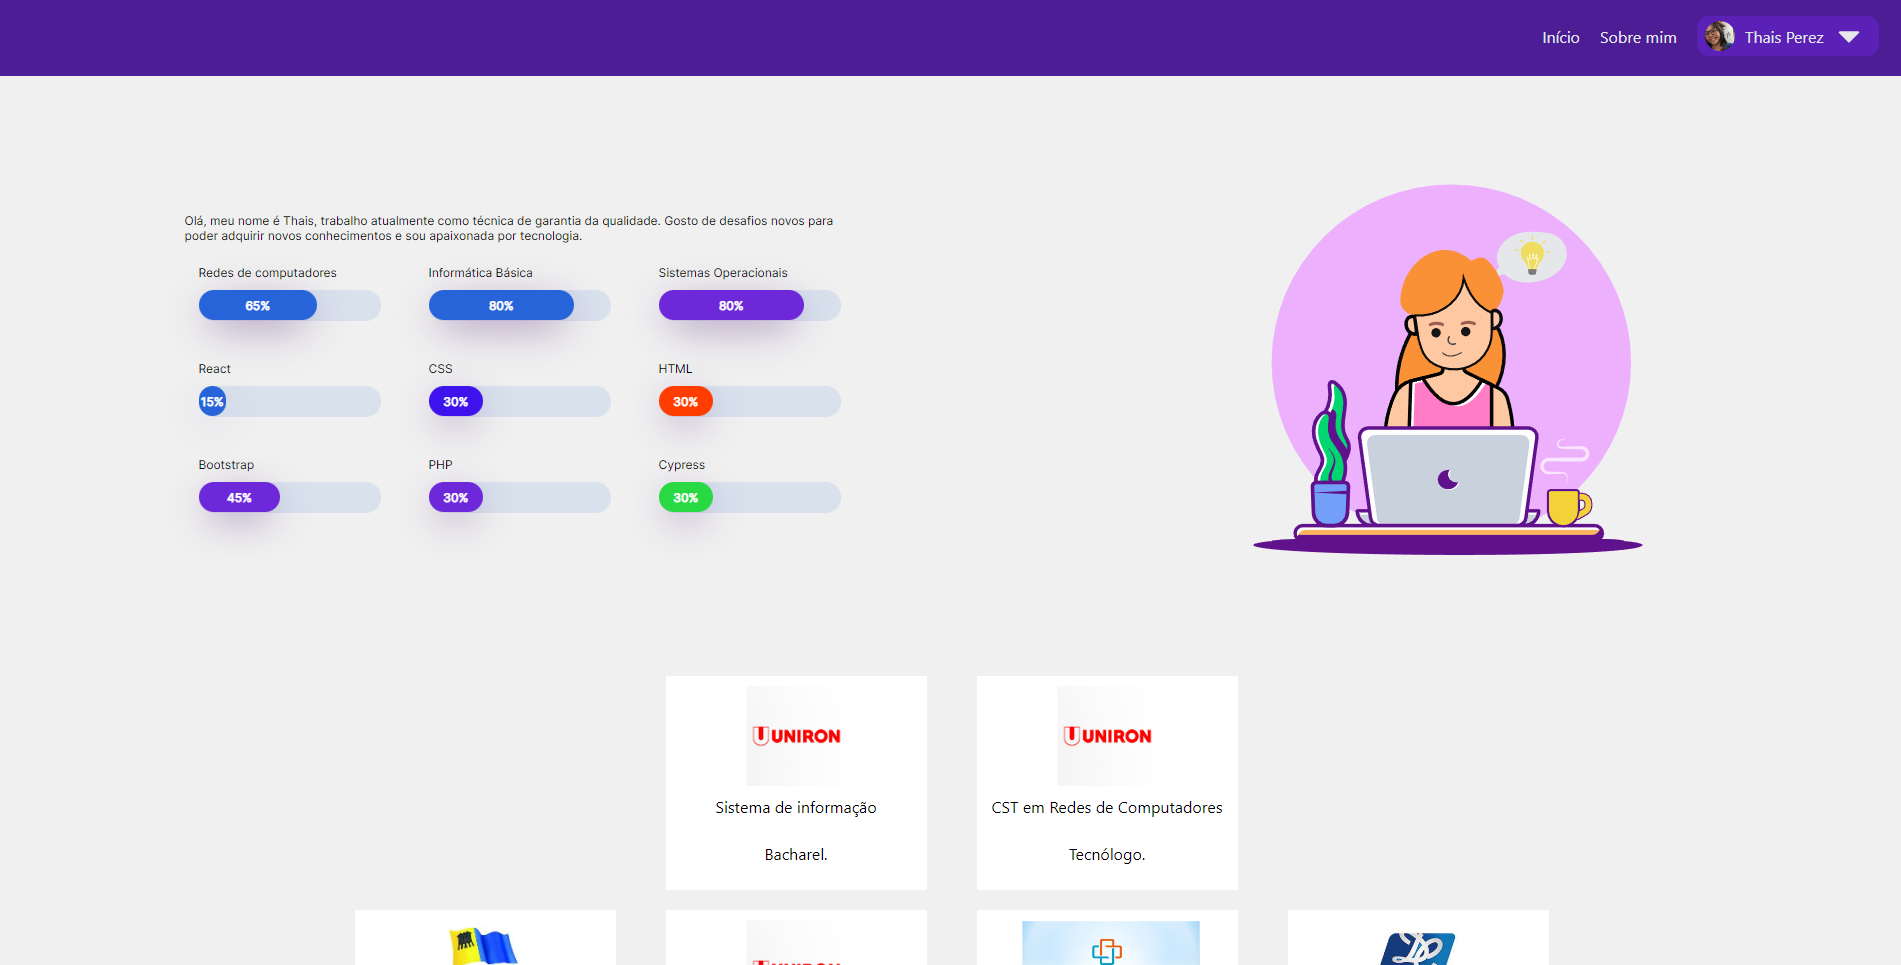 Início Sobre mim Thais Perez
Olá, meu nome é Thais, trabalho atualmente como técnica de garantia da qualidade. Gosto de desafios novos para
poder adquirir novos conhecimentos e sou apaixonada por tecnologia.
Redes de computadores Informática Básica Sistemas Operacionais
65% 80% 80%
React CSS HTML
15% 30% 30%
Bootstrap PHP Cypress
45% 30% 30%
UNIRON UNIRON
Sistema de informação CST em Redes de Computadores
Bacharel. Tecnólogo.